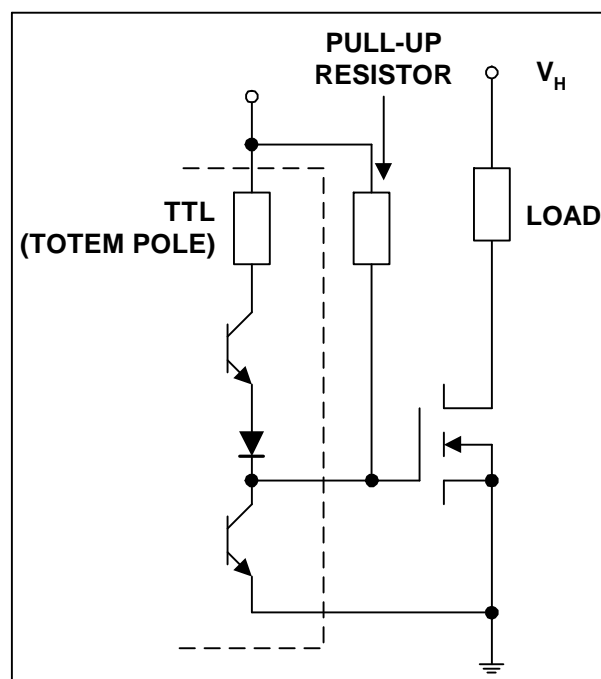 PULL-UP
RESISTOR
V_H
TTL
(TOTEM POLE)
LOAD